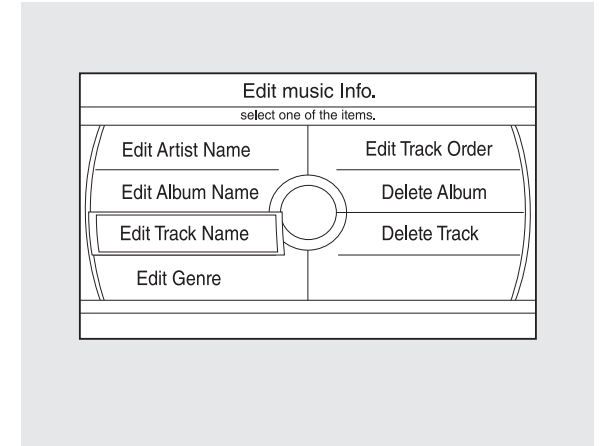 Edit music Info.
select one of the items.
Edit Artist Name
Edit Album Name
Edit Track Name
Edit Genre
Edit Track Order
Delete Album
Delete Track